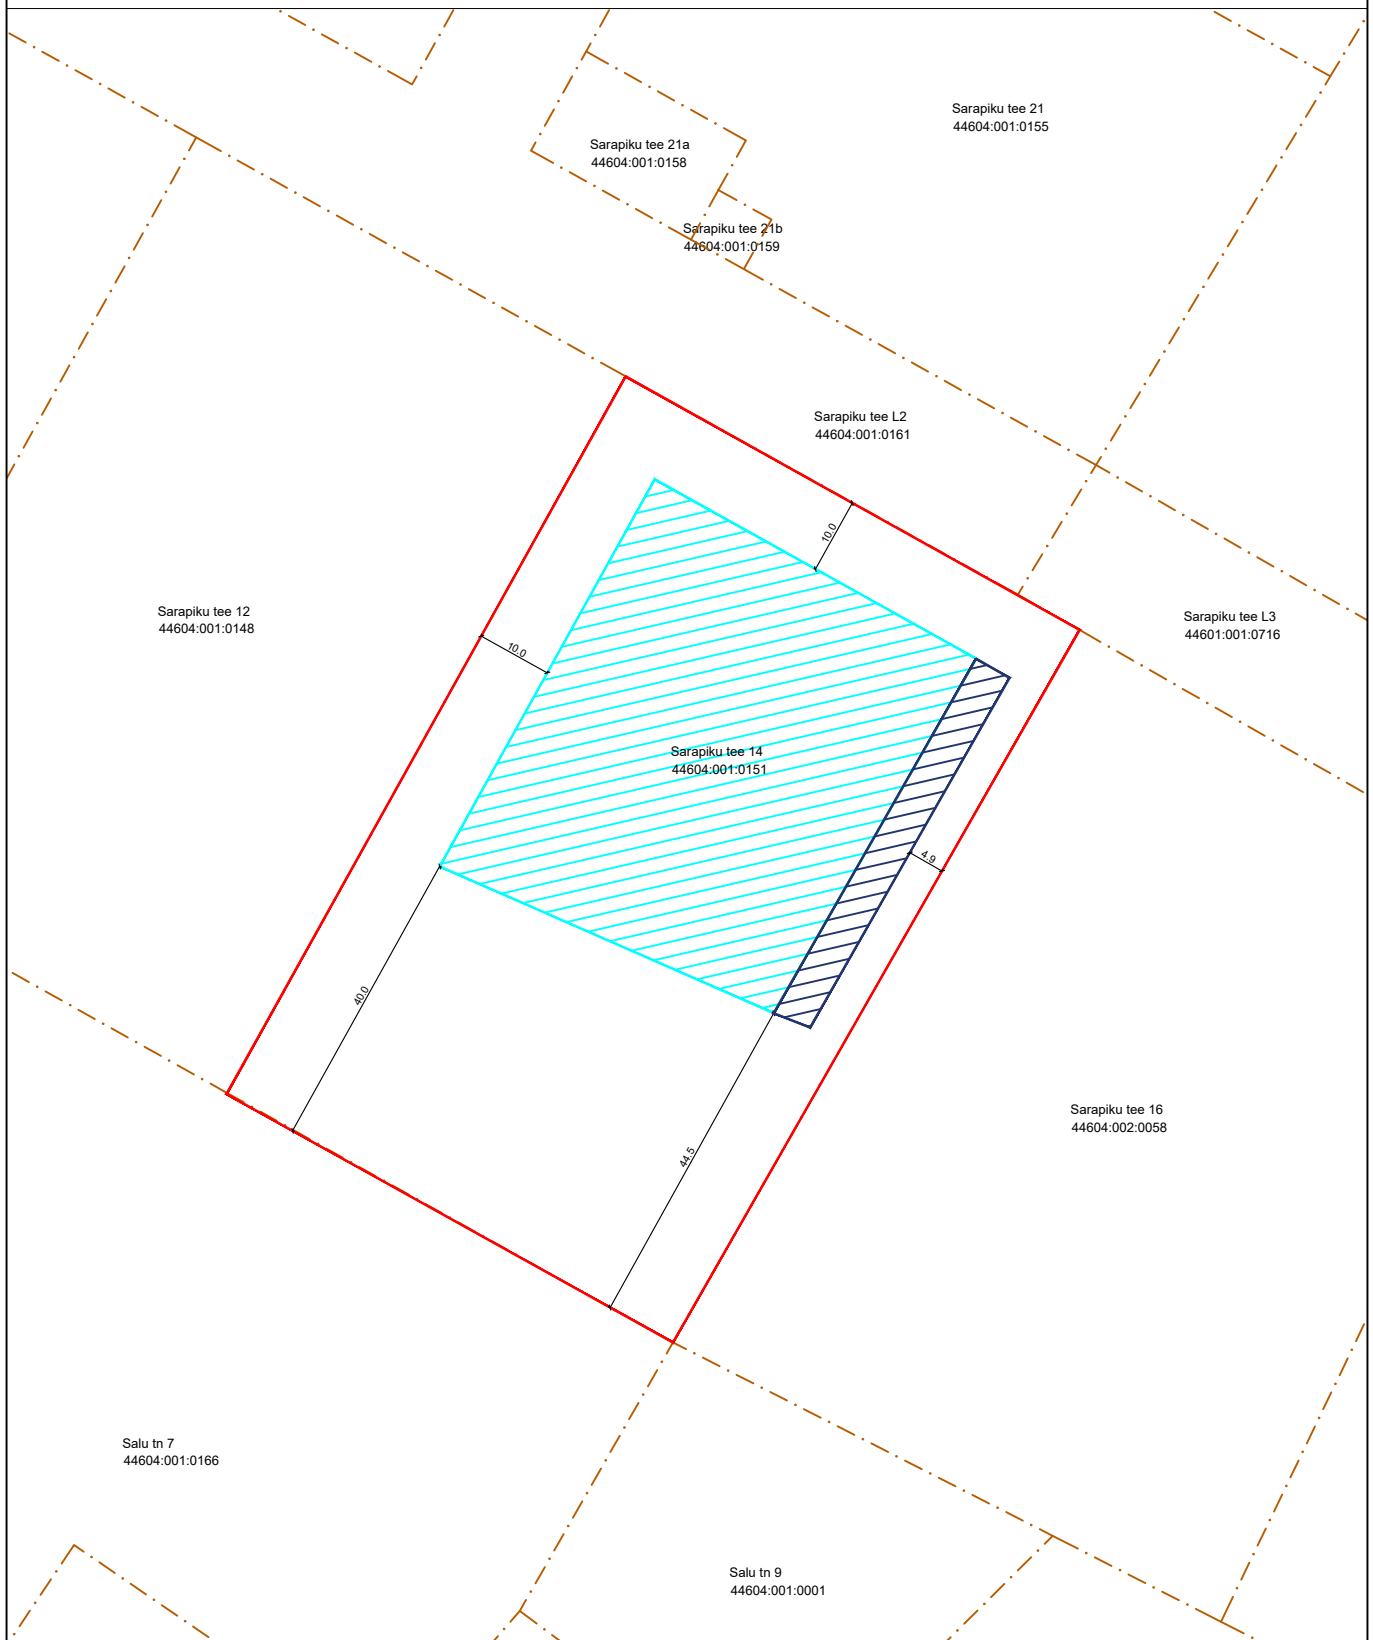 Sarapiku tee 21
44604:001:0155
Sarapiku tee 21a
44604:001:0158
Sarapiku tee 21b
44604:001:0159
Sarapiku tee L2
44604:001:0161
10.0
Sarapiku tee 12
44604:001:0148
Sarapiku tee L3
44601:001:0716
10.0
Sarapiku tee 14
44604:001:0151
4.9
40.0
Sarapiku tee 16
44604:002:0058
44.5
Salu tn 7
44604:001:0166
Salu tn 9
44604:001:0001